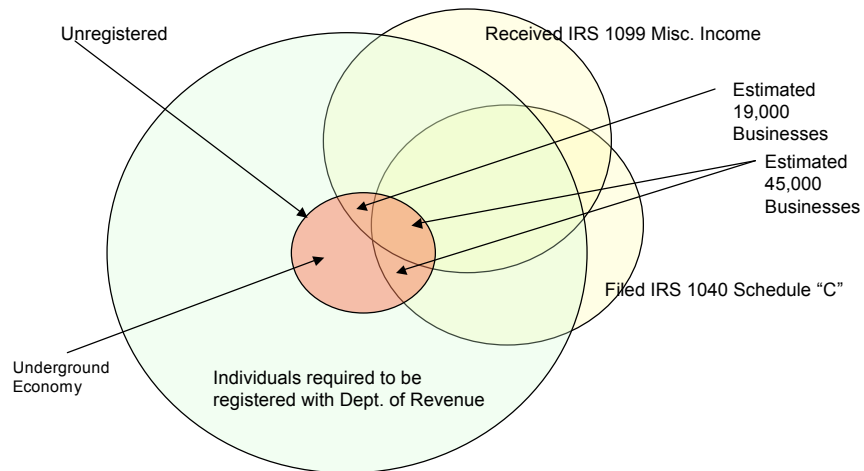 Unregistered
Received IRS 1099 Misc. Income
Estimated
19,000
Businesses
Estimated
45,000
Businesses
Filed IRS 1040 Schedule “C”
Underground
Economy
Individuals required to be
registered with Dept. of Revenue